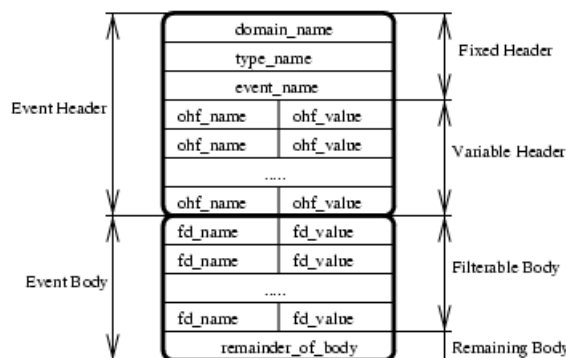 domain_name
Fixed Header
type_name
event_name
Event Header
ohf_name ohf_value
ohf_name ohf_value
Variable Header
.....
ohf_name ohf_value
fd_name fd_value
fd_name fd_value
Filterable Body
Event Body
.....
fd_name fd_value
remainder_of_body
Remaining Body